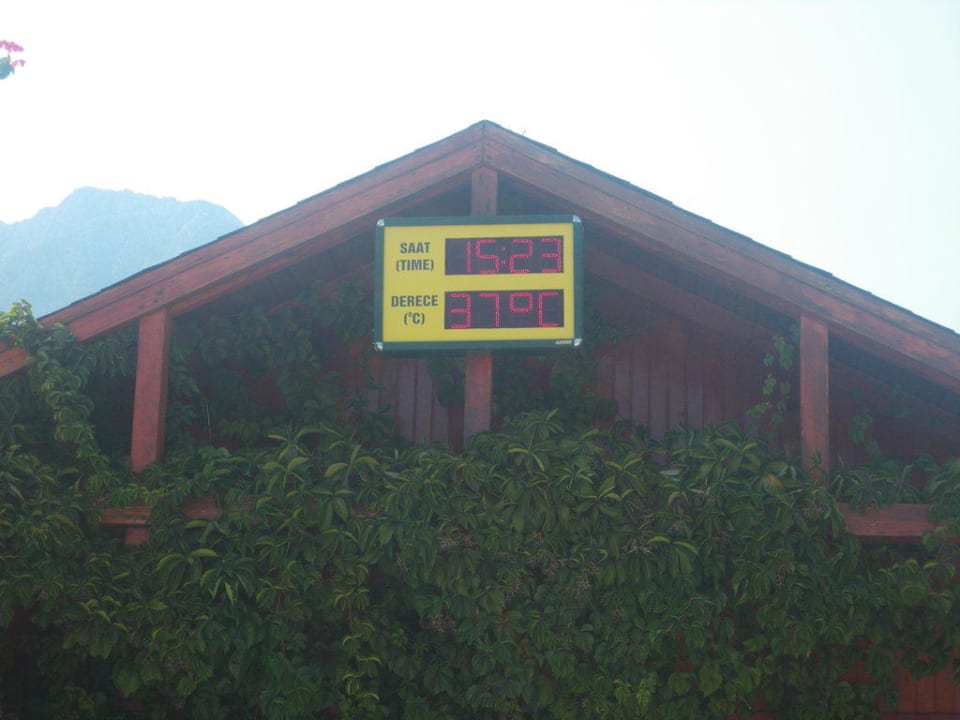 SAAT
(TIME)
15:23
DERECE
(°C)
37°C